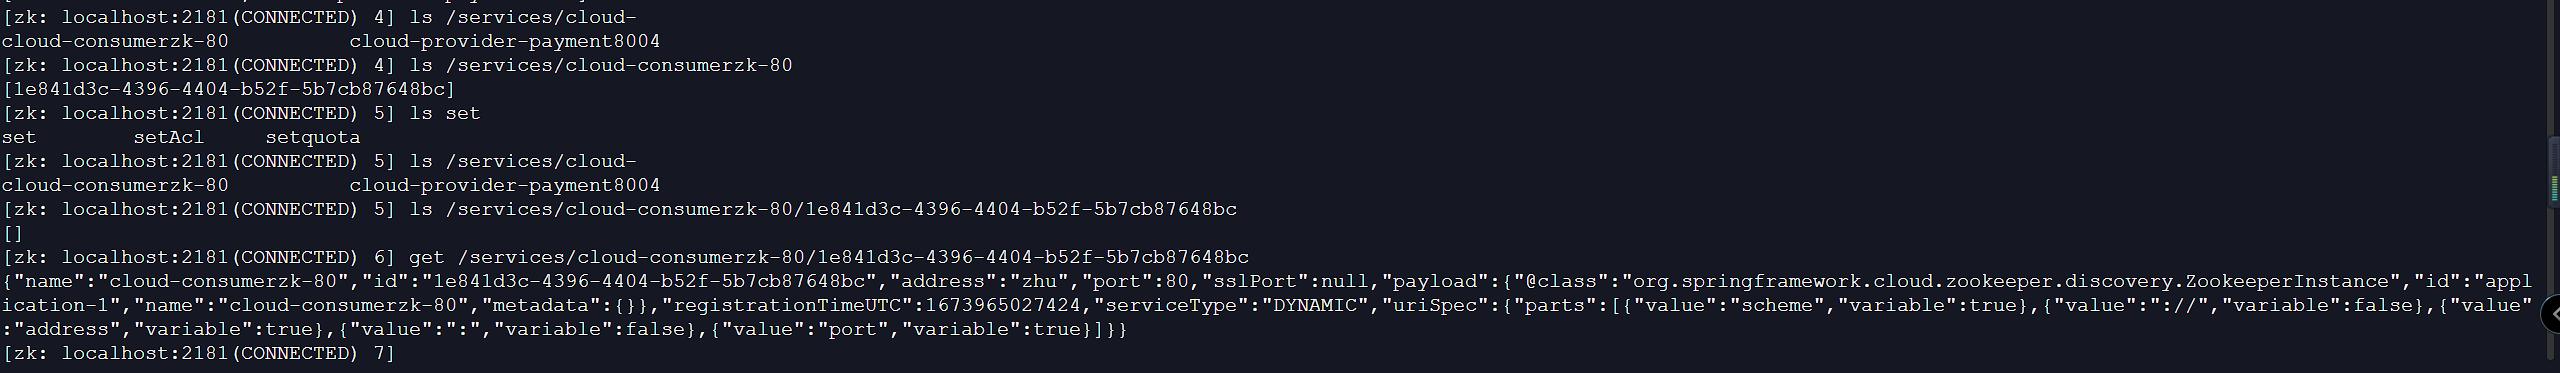 [zk: localhost:2181(CONNECTED) 4] ls /services/cloud-
cloud-consumerzk-80          cloud-provider-payment8004
[zk: localhost:2181(CONNECTED) 4] ls /services/cloud-consumerzk-80
[1e841d3c-4396-4404-b52f-5b7cb87648bc]
[zk: localhost:2181(CONNECTED) 5] ls set
set        setAcl     setquota
[zk: localhost:2181(CONNECTED) 5] ls /services/cloud-
cloud-consumerzk-80          cloud-provider-payment8004
[zk: localhost:2181(CONNECTED) 5] ls /services/cloud-consumerzk-80/1e841d3c-4396-4404-b52f-5b7cb87648bc
[]
[zk: localhost:2181(CONNECTED) 6] get /services/cloud-consumerzk-80/1e841d3c-4396-4404-b52f-5b7cb87648bc
{"name":"cloud-consumerzk-80","id":"1e841d3c-4396-4404-b52f-5b7cb87648bc","address":"zhu","port":80,"sslPort":null,"payload":{"@class":"org.springframework.cloud.zookeeper.discovery.ZookeeperInstance","id":"appl
ication-1","name":"cloud-consumerzk-80","metadata":{}},"registrationTimeUTC":1673965027424,"serviceType":"DYNAMIC","uriSpec":{"parts":[{"value":"scheme","variable":true},{"value":"://","variable":false},{"value"
:"address","variable":true},{"value":":","variable":false},{"value":"port","variable":true}]}}
[zk: localhost:2181(CONNECTED) 7]